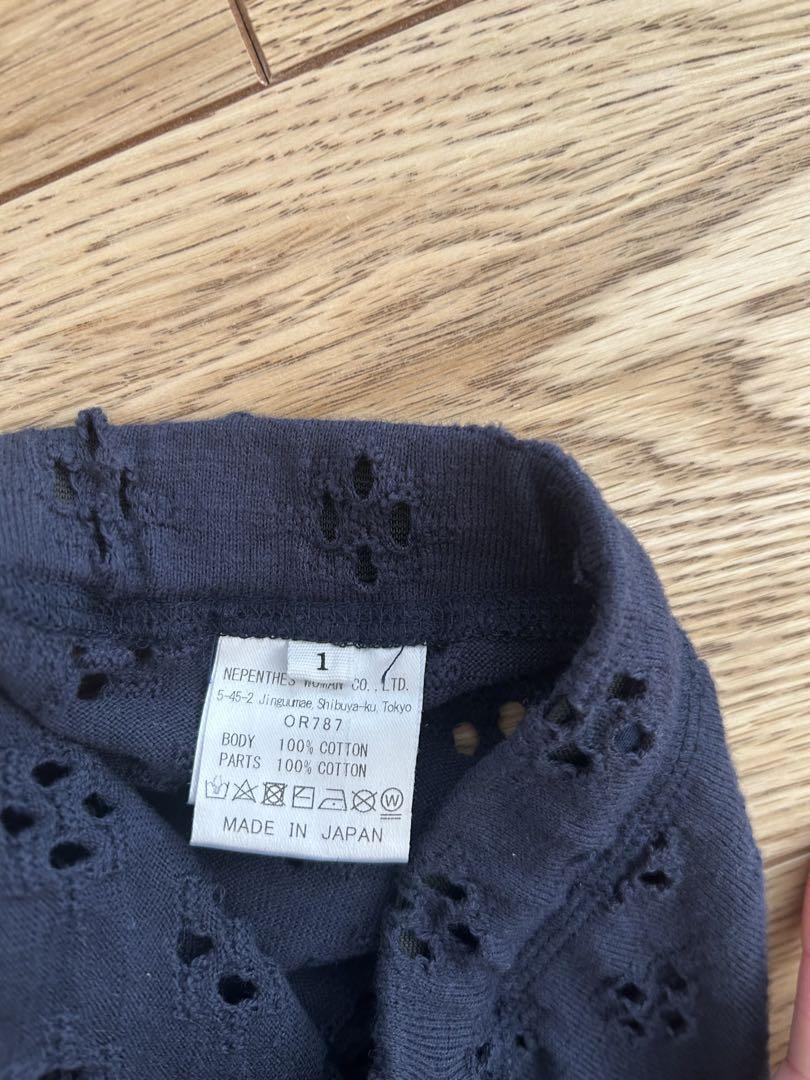 1
NEPENTHES WOMAN CO., LTD.
5-45-2 Jinguumae, Shibuya-ku, Tokyo
OR787
BODY 100% COTTON
PARTS 100% COTTON
W
MADE IN JAPAN